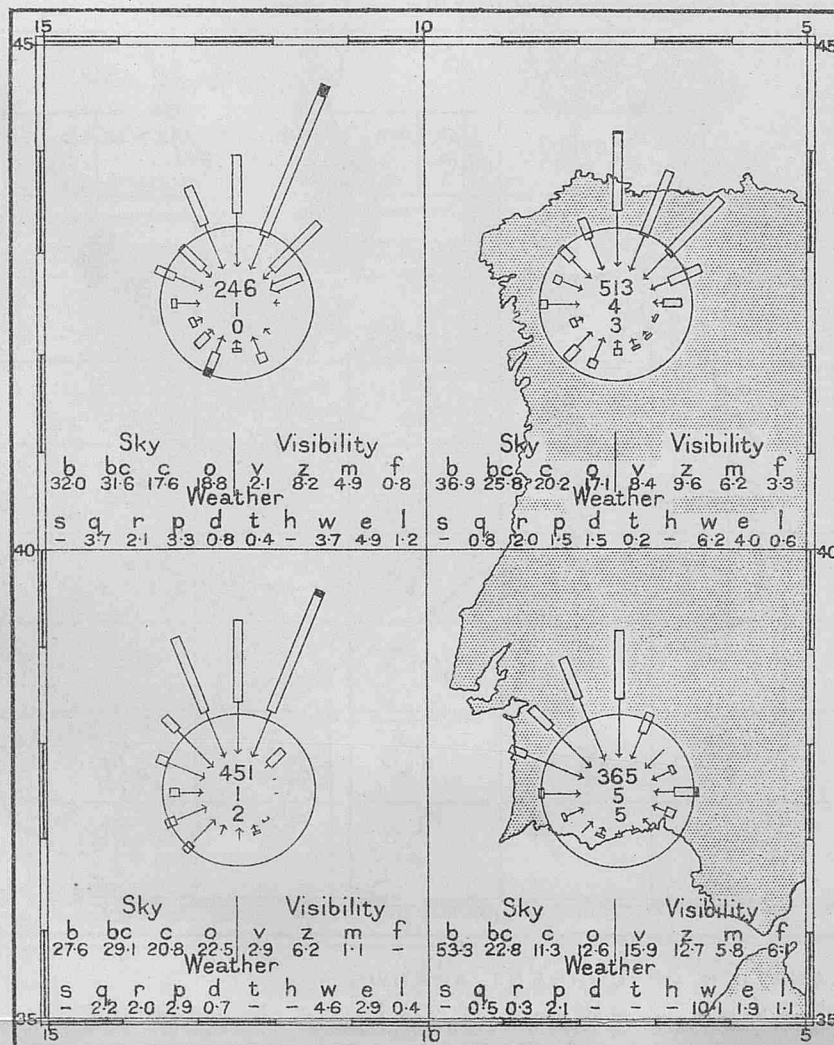 15 10 5
45 45
246
1
0
513
4
3
Sky Visibility
b bc c o v z m f
32·0 31·6 17·6 18·8 2·1 8·2 4·9 0·8
Weather
s q r p d t h w e l
- 3·7 2·1 3·3 0·8 0·4 - 3·7 4·9 1·2
Sky Visibility
b bc c o v z m f
36·9 25·8 20·2 17·1 8·4 9·6 6·2 3·3
Weather
s q r p d t h w e l
- 0·8 2·0 1·5 1·5 0·2 - 6·2 4·0 0·6
40 40
451
1
2
365
5
5
Sky Visibility
b bc c o v z m f
27·6 29·1 20·8 22·5 2·9 6·2 1·1 -
Weather
s q r p d t h w e l
- 2·2 2·0 2·9 0·7 - - 4·6 2·9 0·4
Sky Visibility
b bc c o v z m f
53·3 22·8 11·3 12·6 15·9 12·7 5·8
Weather
s q r p d t h w e l
- 0·5 0·3 2·1 - - - 10·1 1·9 1·1
35 35
15 10 5